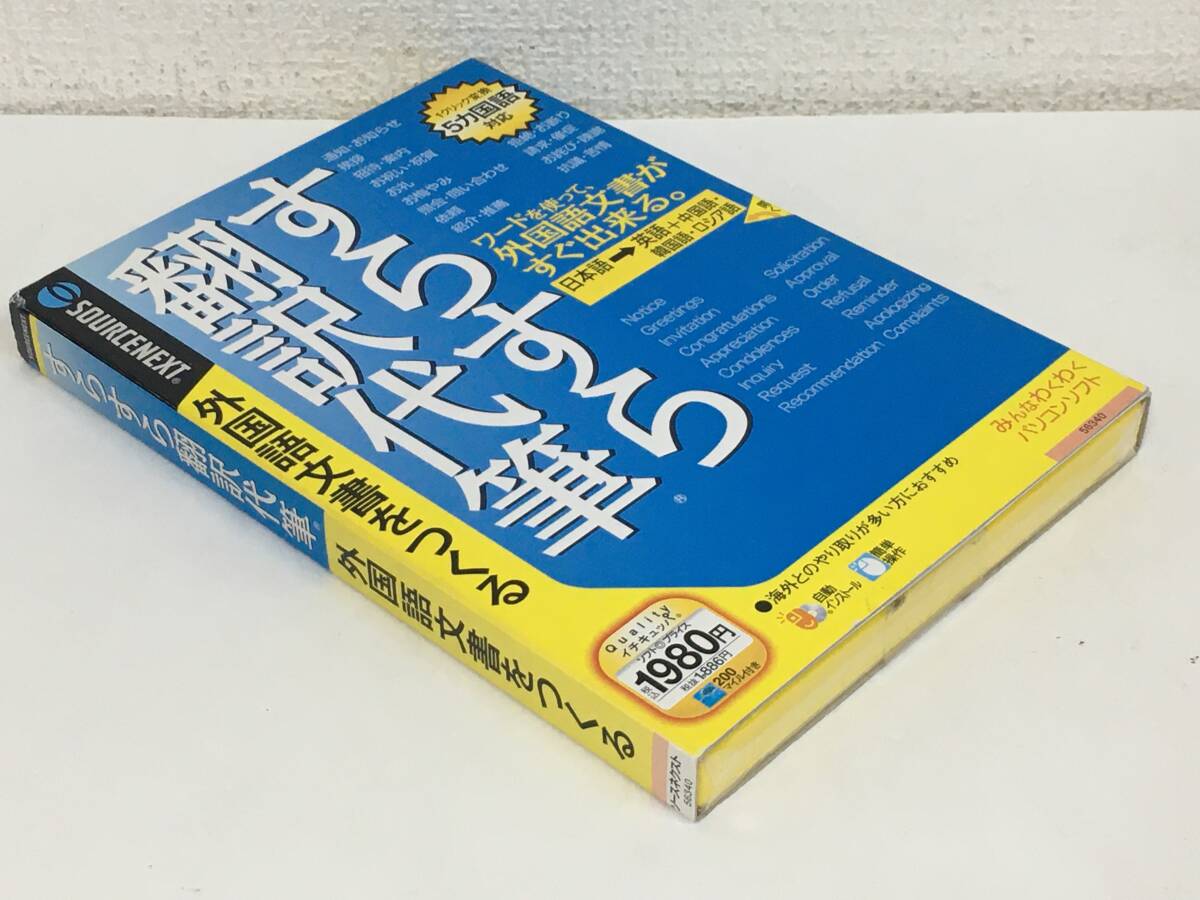 1クリック変換
5カ国語
対応
通知・お知らせ
挨拶
招待・案内
お祝い・祝賀
お礼
お悔やみ
照会・問い合わせ
依頼
紹介・推薦
請求・督促
お詫び・陳謝
抗議・苦情
ワードを使って、
外国語文書が
すぐ出来る。
日本語➡英語+中国語・
韓国語・ロシア語
すらすら
翻訳代筆®
Notice
Greetings
Invitation
Congratulations
Appreciation
Condolences
Inquiry
Request
Recommendation
Solicitation
Approval
Order
Refusal
Reminder
Apologizing
Complaints
みんなわくわく
パソコンソフト
56340
SOURCENEXT®
外国語文書をつくる
●海外とのやり取りが多い方におすすめ
自動
インストール
簡単
操作
Quality
イチキュッパ®
ソフト プライス
税込
1980円
税抜1,886円
200
マイル付き
すらすら翻訳代筆®
外国語文書をつくる
ソースネクスト
56340